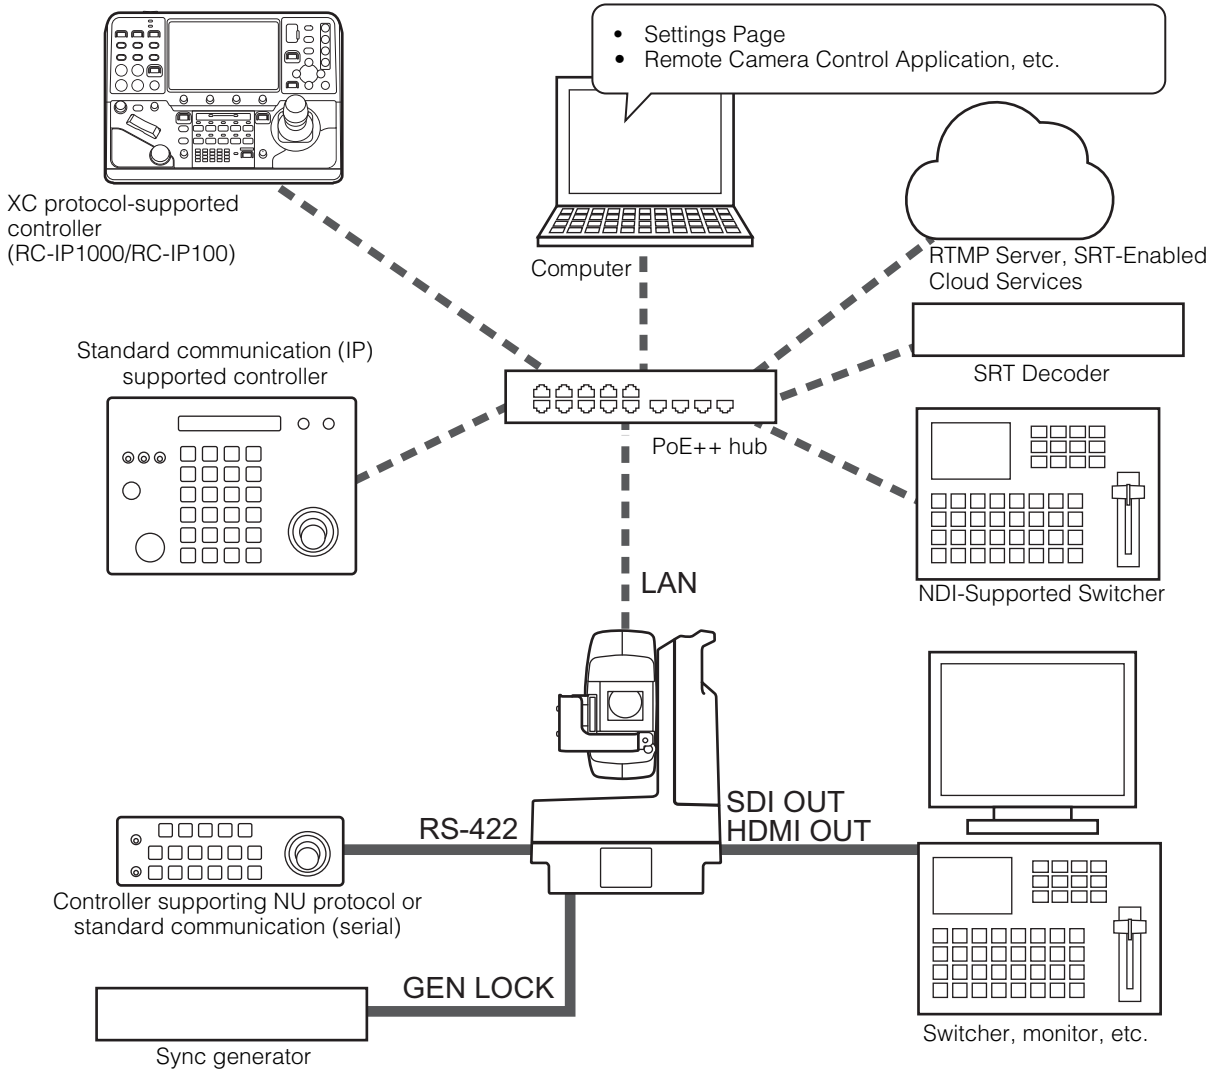 • Settings Page
• Remote Camera Control Application, etc.
XC protocol-supported
controller
(RC-IP1000/RC-IP100)
Computer
RTMP Server, SRT-Enabled
Cloud Services
Standard communication (IP)
supported controller
SRT Decoder
PoE++ hub
LAN
NDI-Supported Switcher
RS-422
SDI OUT
HDMI OUT
Controller supporting NU protocol or
standard communication (serial)
GEN LOCK
Sync generator
Switcher, monitor, etc.